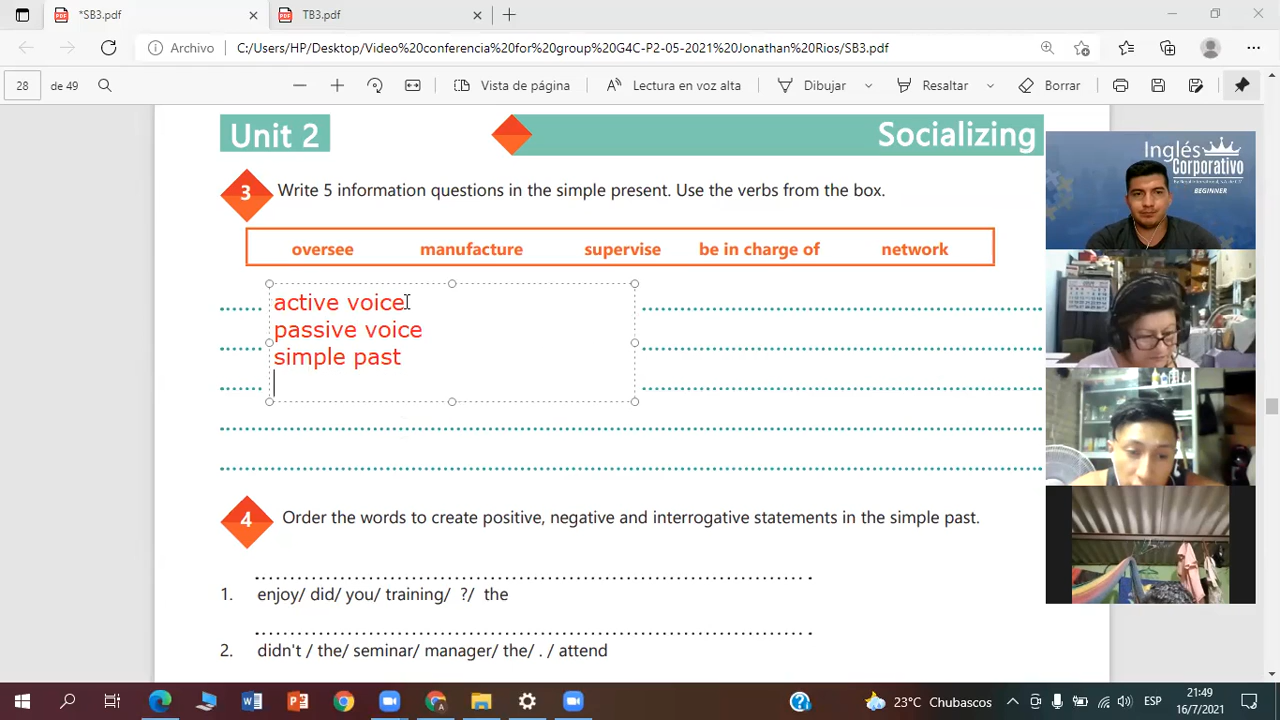 *SB3.pdf
TB3.pdf
Archivo
C:/Users/HP/Desktop/Video%20conferencia%20for%20group%20G4C-P2-05-2021%20Jonathan%20Rios/SB3.pdf
28
de 49
Vista de página
Lectura en voz alta
Dibujar
Resaltar
Borrar
Unit 2
Socializing
3
Write 5 information questions in the simple present. Use the verbs from the box.
oversee
manufacture
supervise
be in charge of
network
active voice
passive voice
simple past
4
Order the words to create positive, negative and interrogative statements in the simple past.
1.
enjoy/ did/ you/ training/ ?/ the
2.
didn't / the/ seminar/ manager/ the/ . / attend
Inglés
Corporativo
BEGINNER
23°C Chubascos
ESP
21:49
16/7/2021